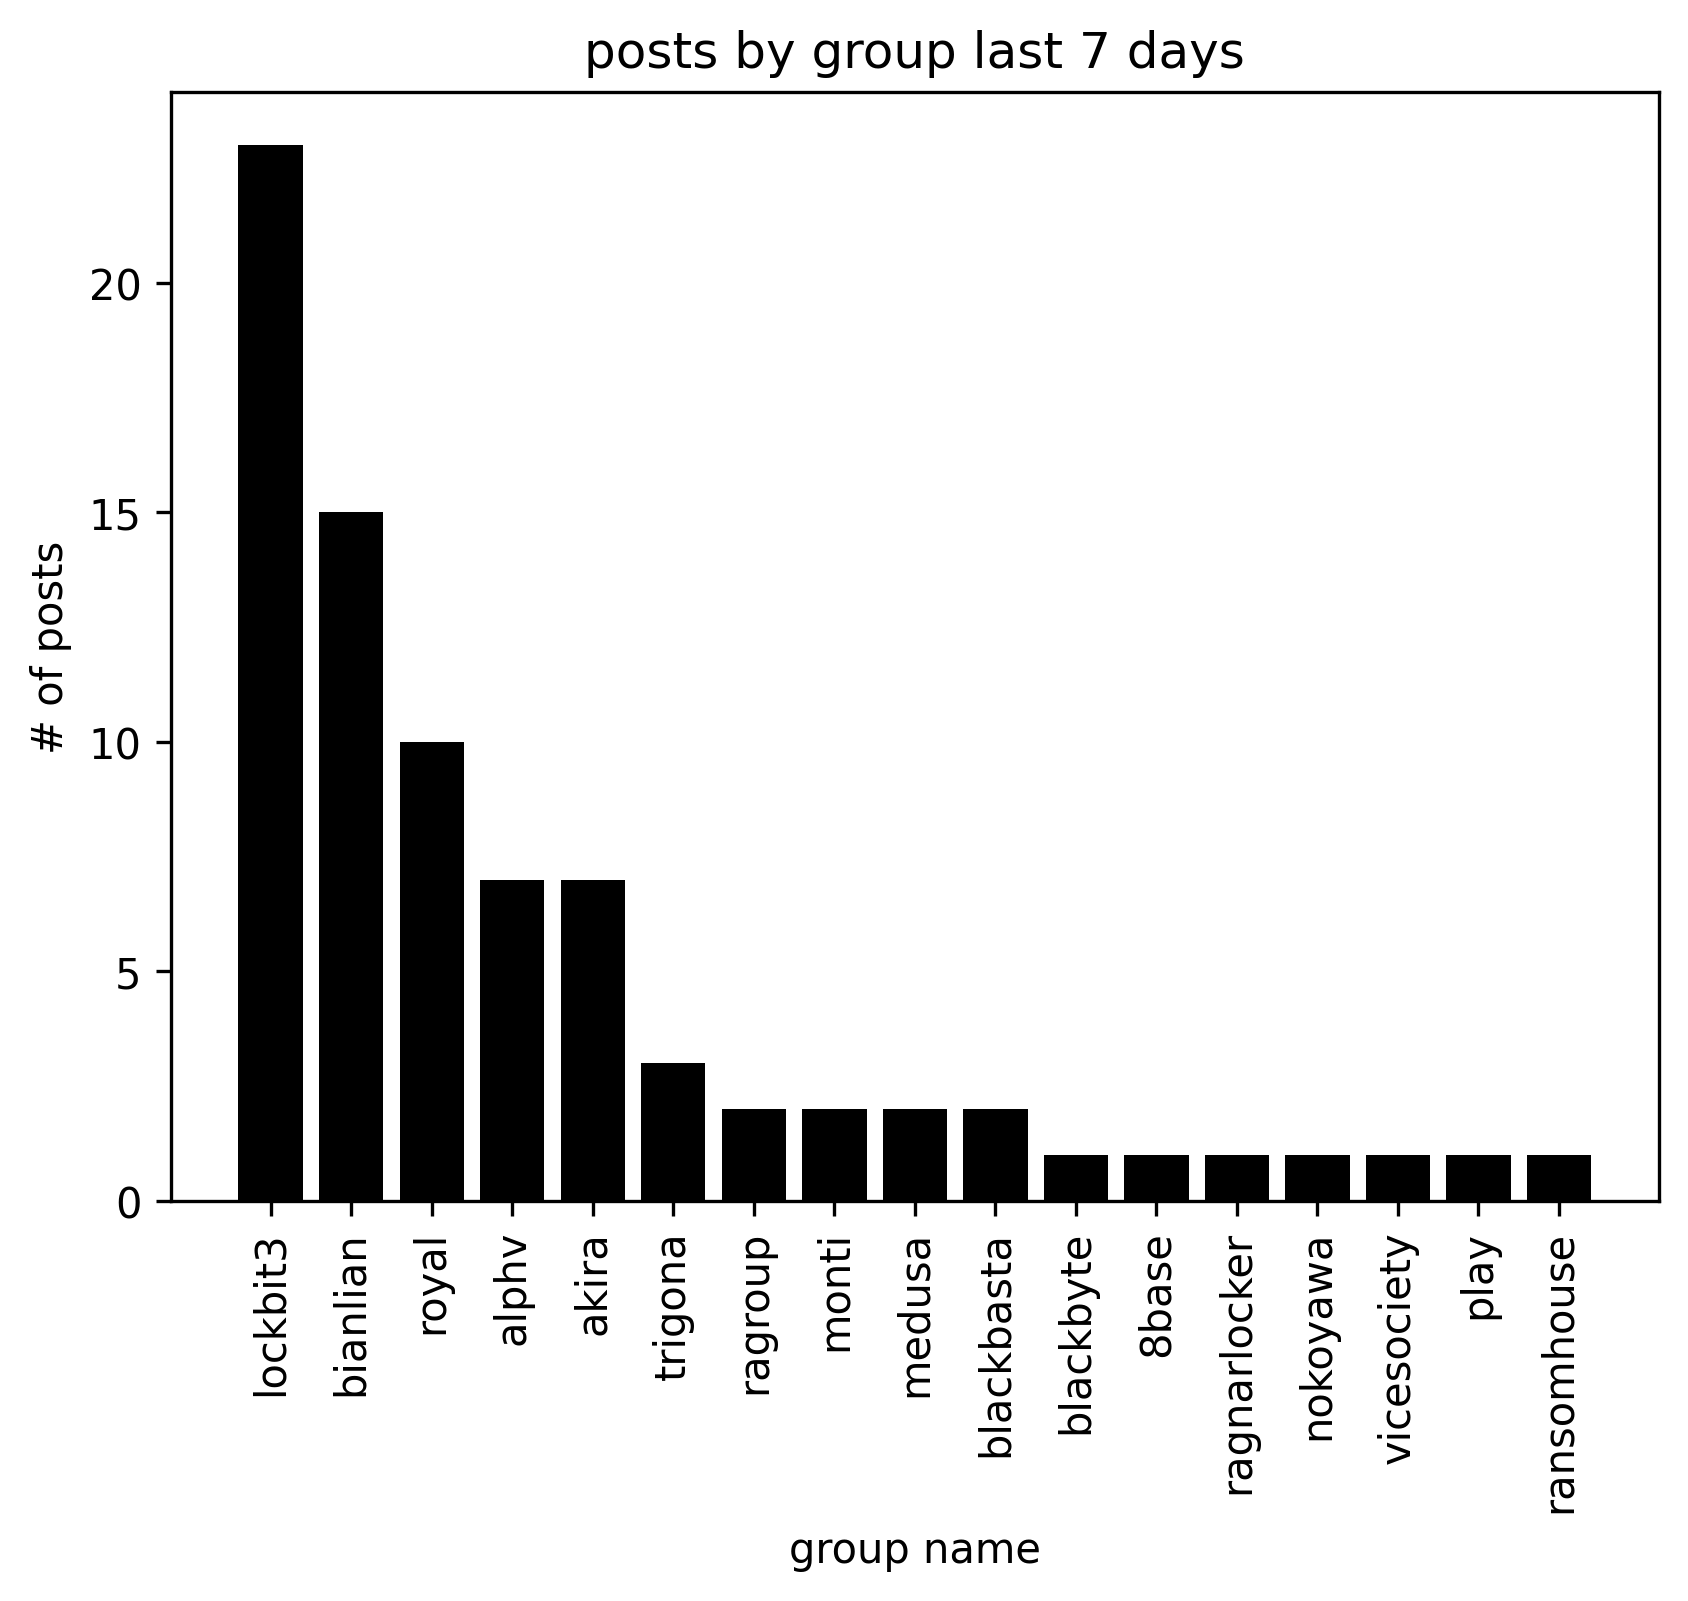 posts by group last 7 days
# of posts
20
15
10
5
0
lockbit3
bianlian
royal
alphv
akira
trigona
ragroup
monti
medusa
blackbasta
blackbyte
8base
ragnarlocker
nokoyawa
vicesociety
play
ransomhouse
group name